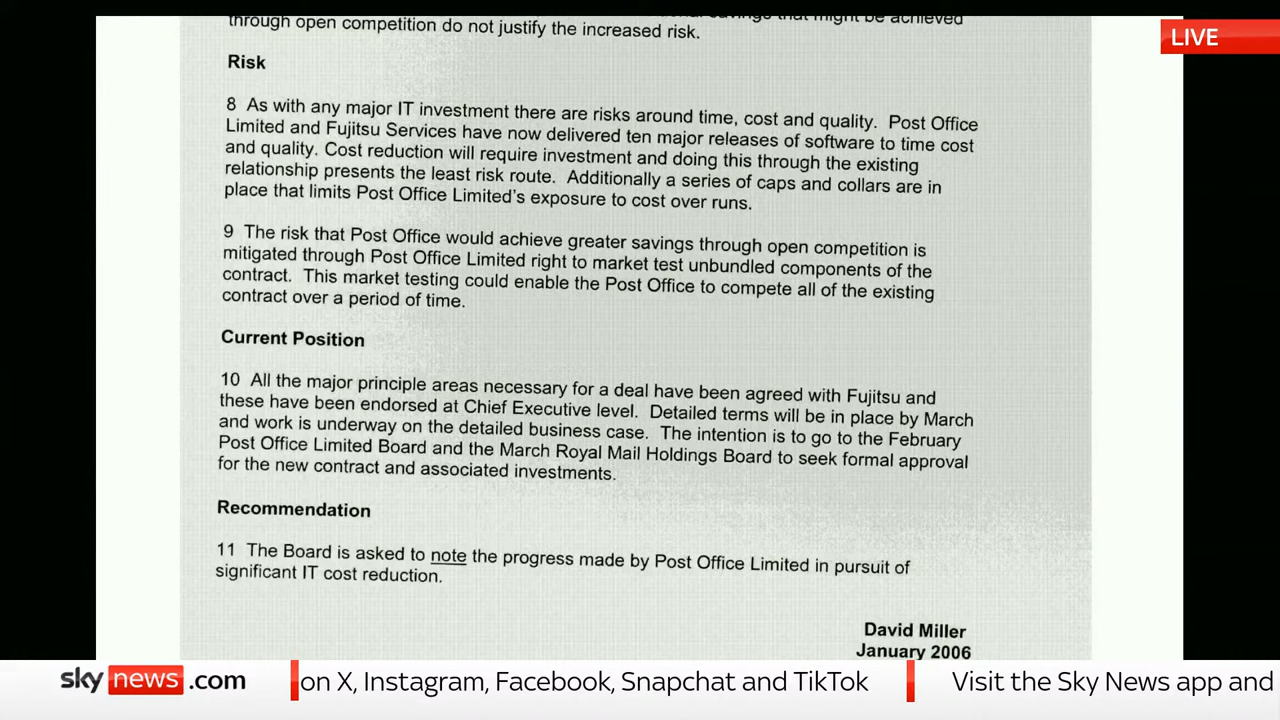 through open competition do not justify the increased risk.
LIVE
Risk
8 As with any major IT investment there are risks around time, cost and quality. Post Office
Limited and Fujitsu Services have now delivered ten major releases of software to time cost
and quality. Cost reduction will require investment and doing this through the existing
relationship presents the least risk route. Additionally a series of caps and collars are in
place that limits Post Office Limited's exposure to cost over runs.
9 The risk that Post Office would achieve greater savings through open competition is
mitigated through Post Office Limited right to market test unbundled components of the
contract. This market testing could enable the Post Office to compete all of the existing
contract over a period of time.
Current Position
10 All the major principle areas necessary for a deal have been agreed with Fujitsu and
these have been endorsed at Chief Executive level. Detailed terms will be in place by March
and work is underway on the detailed business case. The intention is to go to the February
Post Office Limited Board and the March Royal Mail Holdings Board to seek formal approval
for the new contract and associated investments.
Recommendation
11 The Board is asked to note the progress made by Post Office Limited in pursuit of
significant IT cost reduction.
David Miller
January 2006
sky news .com
on X, Instagram, Facebook, Snapchat and TikTok
Visit the Sky News app and